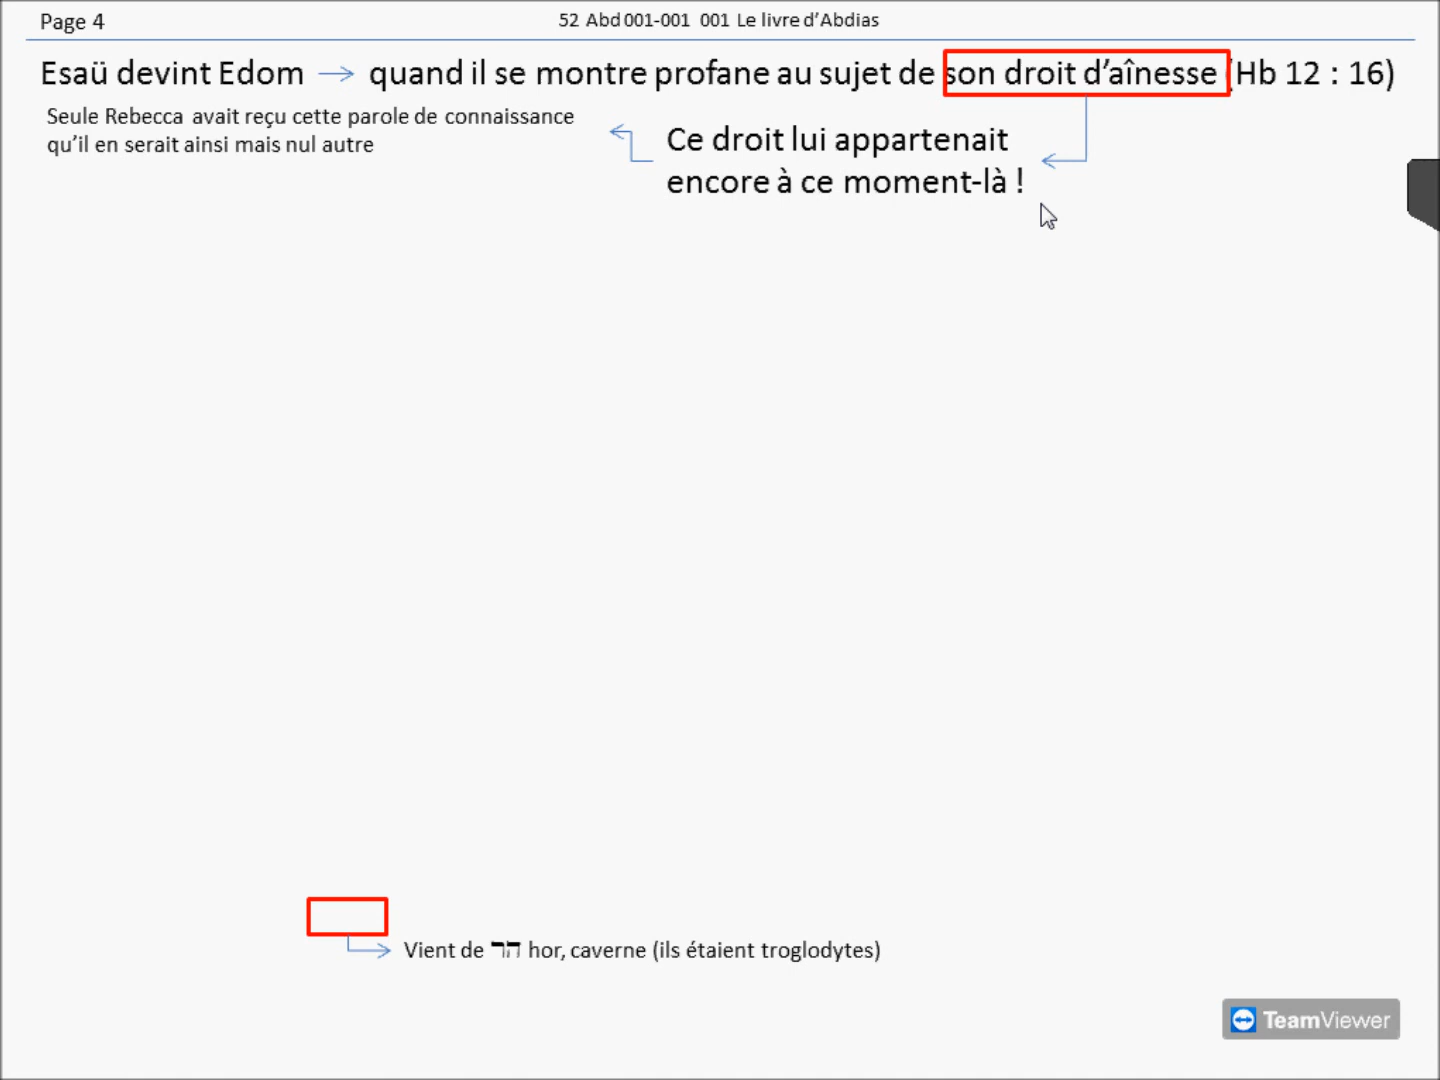 Page 4
52 Abd 001-001 001 Le livre d’Abdias
Esaü devint Edom → quand il se montre profane au sujet de son droit d’aînesse (Hb 12 : 16)
Seule Rebecca avait reçu cette parole de connaissance
qu’il en serait ainsi mais nul autre
Ce droit lui appartenait
encore à ce moment-là !
Vient de הר hor, caverne (ils étaient troglodytes)
TeamViewer